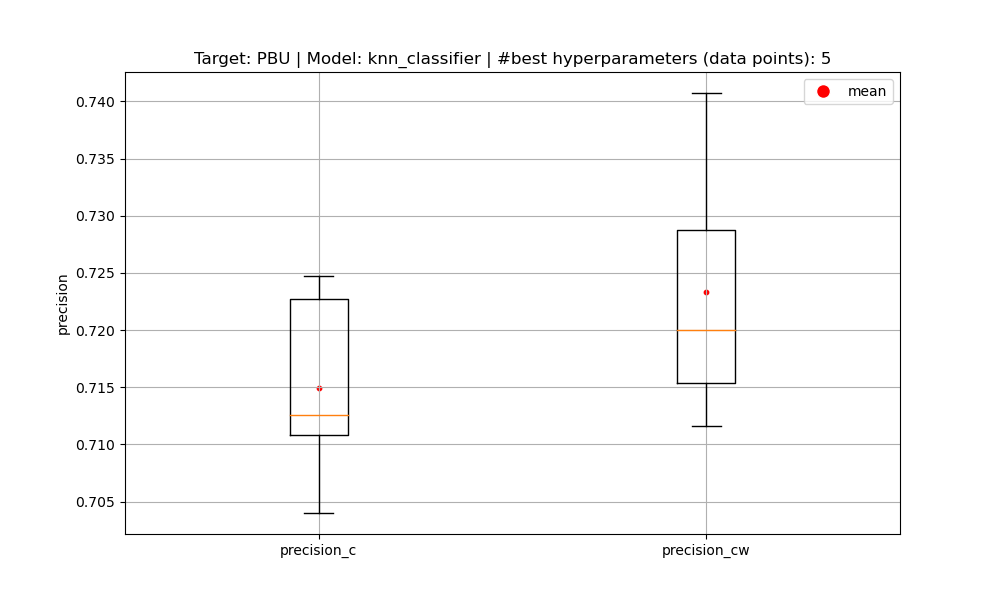 Target: PBU | Model: knn_classifier | #best hyperparameters (data points): 5
mean
0.740
0.735
0.730
0.725
0.720
0.715
0.710
0.705
precision
precision_c
precision_cw